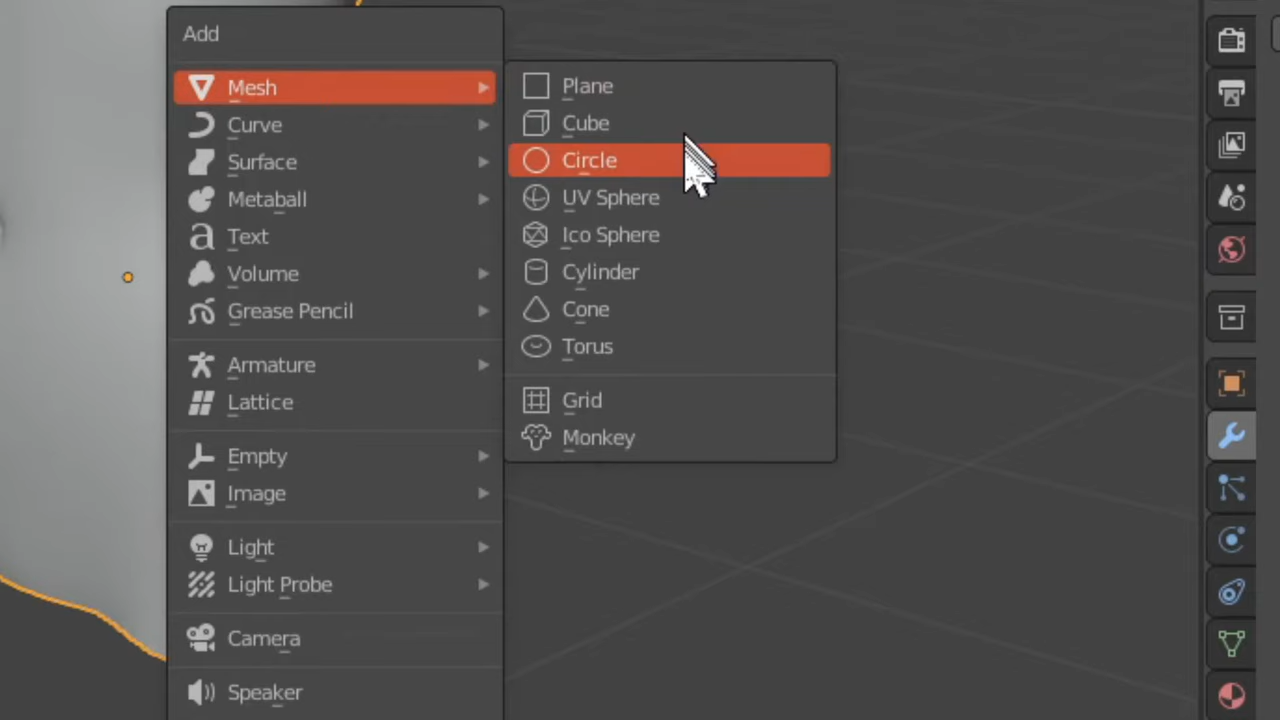 Add
Mesh
Curve
Surface
Metaball
Text
Volume
Grease Pencil
Armature
Lattice
Empty
Image
Light
Light Probe
Camera
Speaker
Plane
Cube
Circle
UV Sphere
Ico Sphere
Cylinder
Cone
Torus
Grid
Monkey